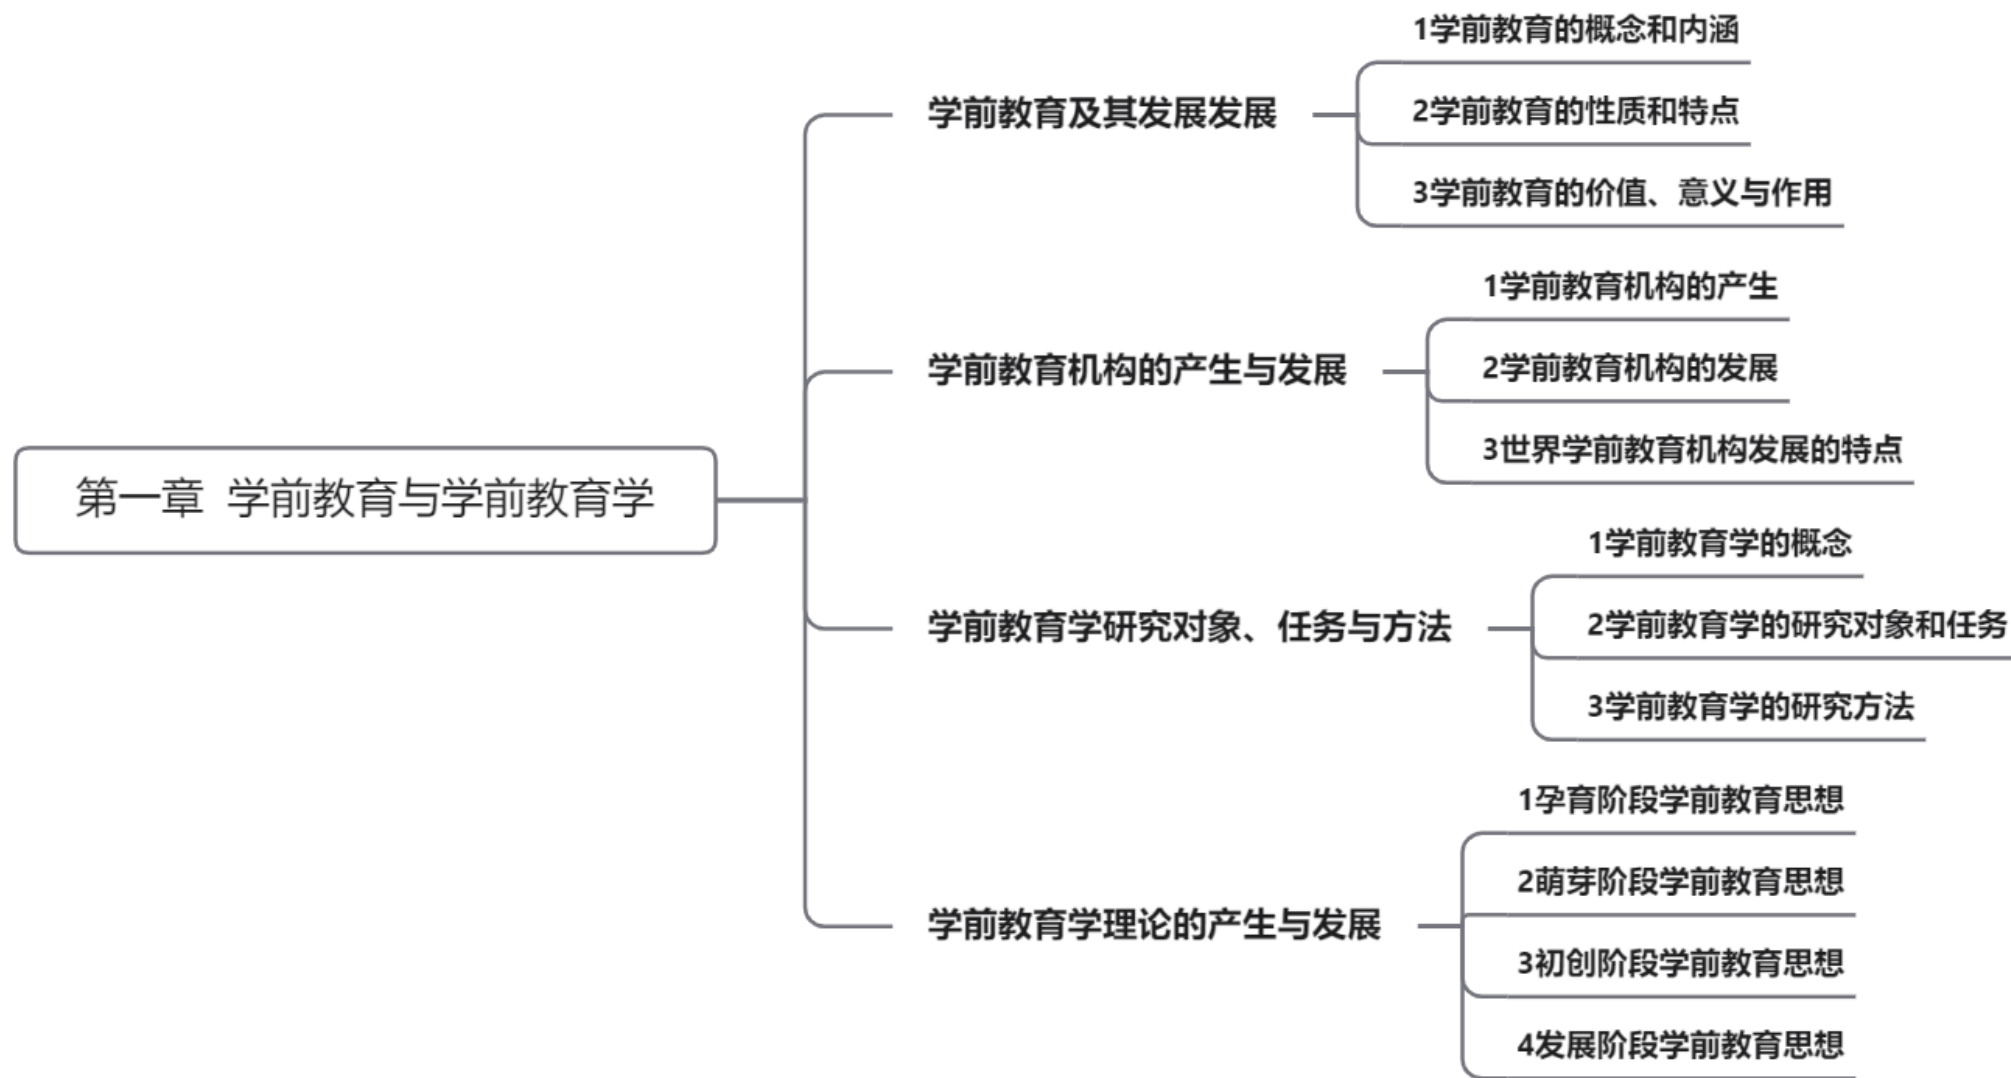 第一章 学前教育与学前教育学
学前教育及其发展发展
1学前教育的概念和内涵
2学前教育的性质和特点
3学前教育的价值、意义与作用
学前教育机构的产生与发展
1学前教育机构的产生
2学前教育机构的发展
3世界学前教育机构发展的特点
学前教育学研究对象、任务与方法
1学前教育学的概念
2学前教育学的研究对象和任务
3学前教育学的研究方法
学前教育学理论的产生与发展
1孕育阶段学前教育思想
2萌芽阶段学前教育思想
3初创阶段学前教育思想
4发展阶段学前教育思想